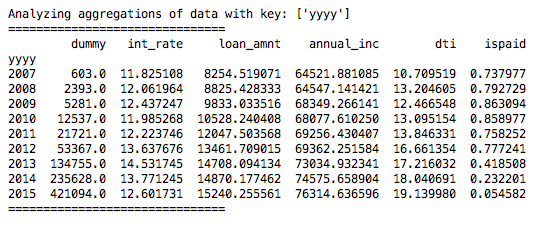 Analyzing aggregations of data with key: ['yyyy']
===============================
dummy int_rate loan_amnt annual_inc dti ispaid
yyyy
2007 603.0 11.825108 8254.519071 64521.881085 10.709519 0.737977
2008 2393.0 12.061964 8825.428333 64547.141421 13.204605 0.792729
2009 5281.0 12.437247 9833.033516 68349.266141 12.466548 0.863094
2010 12537.0 11.985268 10528.240408 68077.610250 13.095154 0.858977
2011 21721.0 12.223746 12047.503568 69256.430407 13.846331 0.758252
2012 53367.0 13.637676 13461.709015 69362.251584 16.661354 0.777241
2013 134755.0 14.531745 14708.094134 73034.932341 17.216032 0.418508
2014 235628.0 13.771245 14870.177462 74575.658904 18.040691 0.232201
2015 421094.0 12.601731 15240.255561 76314.636596 19.139980 0.054582
===============================